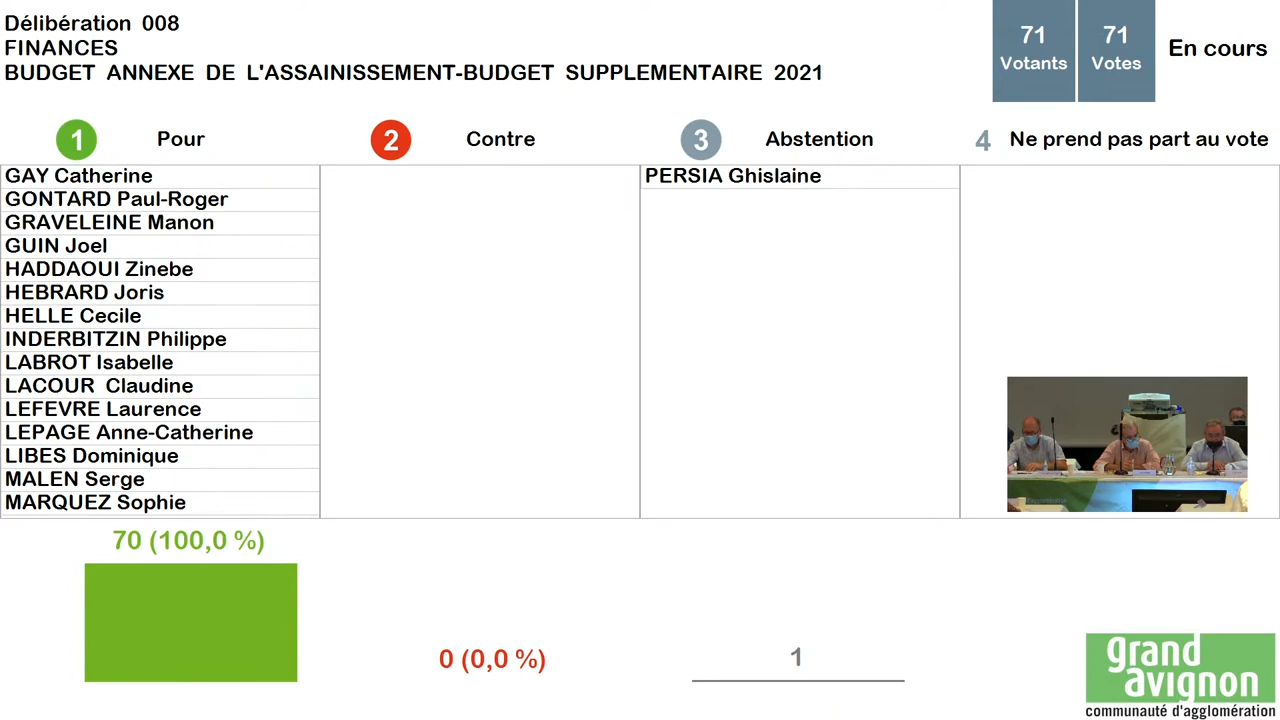 Délibération 008
FINANCES
BUDGET ANNEXE DE L'ASSAINISSEMENT-BUDGET SUPPLEMENTAIRE 2021
71
Votants
71
Votes
En cours
1 Pour
2 Contre
3 Abstention
4 Ne prend pas part au vote
GAY Catherine
GONTARD Paul-Roger
GRAVELEINE Manon
GUIN Joel
HADDAOUI Zinebe
HEBRARD Joris
HELLE Cecile
INDERBITZIN Philippe
LABROT Isabelle
LACOUR Claudine
LEFEVRE Laurence
LEPAGE Anne-Catherine
LIBES Dominique
MALEN Serge
MARQUEZ Sophie
PERSIA Ghislaine
70 (100,0 %)
0 (0,0 %)
1
grand
avignon
communauté d'agglomération